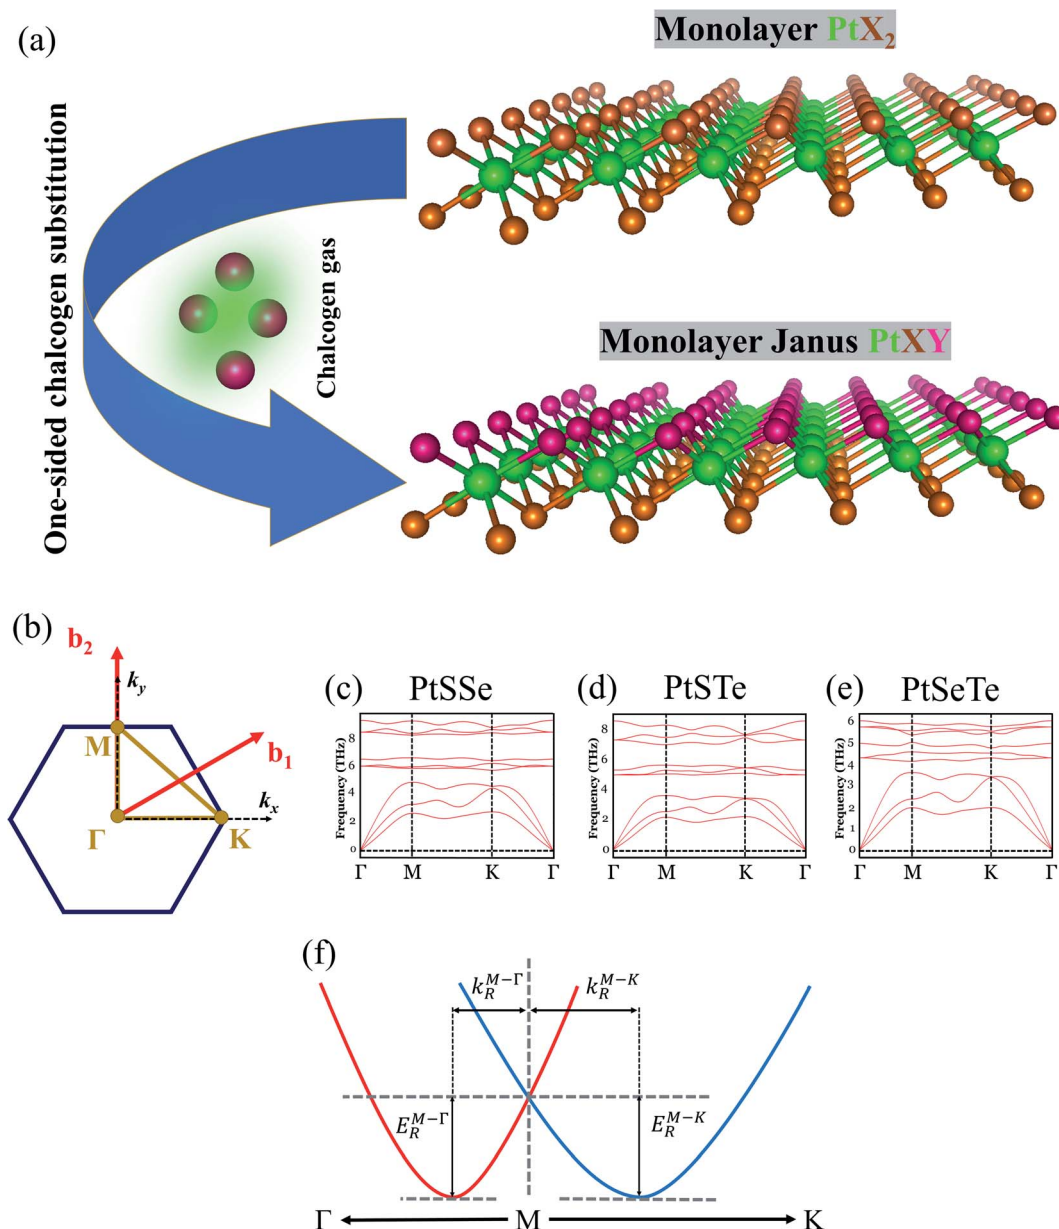 (a)
Monolayer PtX₂
One-sided chalcogen substitution
Chalcogen gas
Monolayer Janus PtXY
(b)
b₂
k_y
M
b₁
k_x
Γ
K
(c) PtSSe
Frequency (THz)
8
6
4
2
0
Γ M K Γ
(d) PtSTe
Frequency (THz)
8
6
4
2
0
Γ M K Γ
(e) PtSeTe
Frequency (THz)
6
5
4
3
2
1
0
Γ M K Γ
(f)
k_R^{M−Γ} k_R^{M−K}
E_R^{M−Γ} E_R^{M−K}
Γ M K